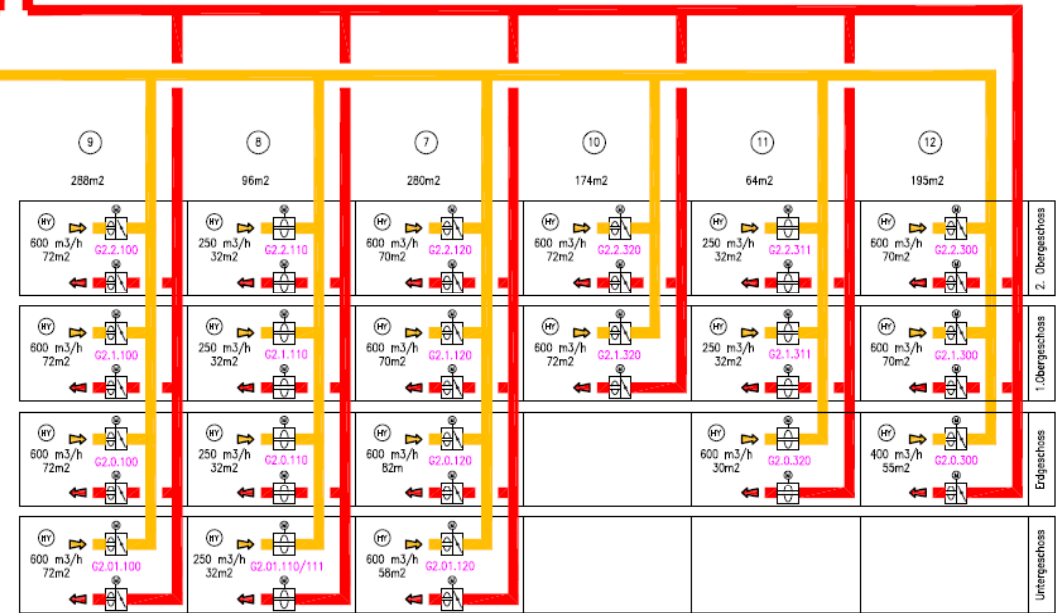 9 8 7 10 11 12
288m2 96m2 280m2 174m2 64m2 195m2
M M M M M M
HY HY HY HY HY HY
600 m3/h G2.2.100 250 m3/h G2.2.110 600 m3/h G2.2.120 600 m3/h G2.2.320 250 m3/h G2.2.311 600 m3/h G2.2.300
72m2 32m2 70m2 72m2 32m2 70m2
M M M M M M
2. Obergeschoss
M M M M M M
HY HY HY HY HY HY
600 m3/h G2.1.100 250 m3/h G2.1.110 600 m3/h G2.1.120 600 m3/h G2.1.320 250 m3/h G2.1.311 600 m3/h G2.1.300
72m2 32m2 70m2 72m2 32m2 70m2
M M M M M M
1.Obergeschoss
M M M M M
HY HY HY HY HY
600 m3/h G2.0.100 250 m3/h G2.0.110 600 m3/h G2.0.120 600 m3/h G2.0.320 400 m3/h G2.0.300
72m2 32m2 82m 30m2 55m2
M M M M M
Erdgeschoss
M M M
HY HY HY
600 m3/h G2.01.100 250 m3/h G2.01.110/111 600 m3/h G2.01.120
72m2 32m2 58m2
M M M
Untergeschoss